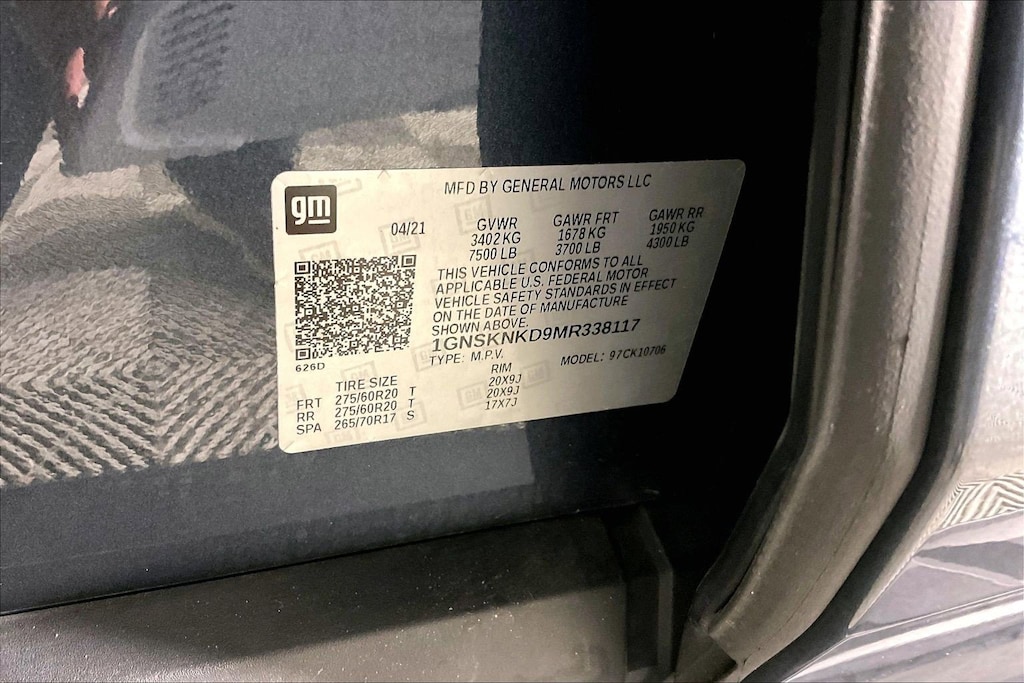 gm
MFD BY GENERAL MOTORS LLC
04/21
GVWR
3402 KG
7500 LB
GAWR FRT
1678 KG
3700 LB
GAWR RR
1950 KG
4300 LB
THIS VEHICLE CONFORMS TO ALL
APPLICABLE U.S. FEDERAL MOTOR
VEHICLE SAFETY STANDARDS IN EFFECT
ON THE DATE OF MANUFACTURE
SHOWN ABOVE.
1GNSKNKD9MR338117
TYPE: M.P.V.
MODEL: 97CK10706
626D
TIRE SIZE
RIM
FRT 275/60R20 T 20X9J
RR 275/60R20 T 20X9J
SPA 265/70R17 S 17X7J